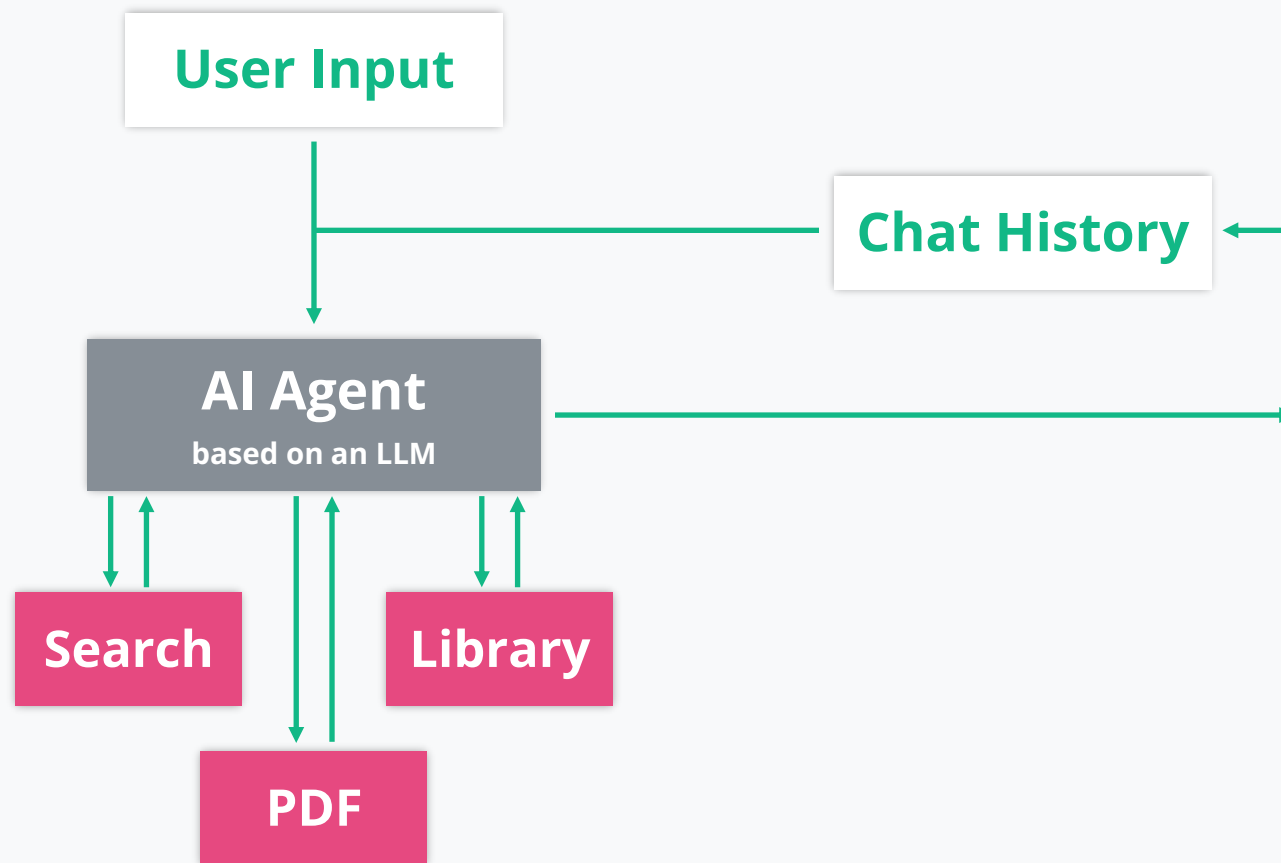 User Input
Chat History
AI Agent
based on an LLM
Search
Library
PDF